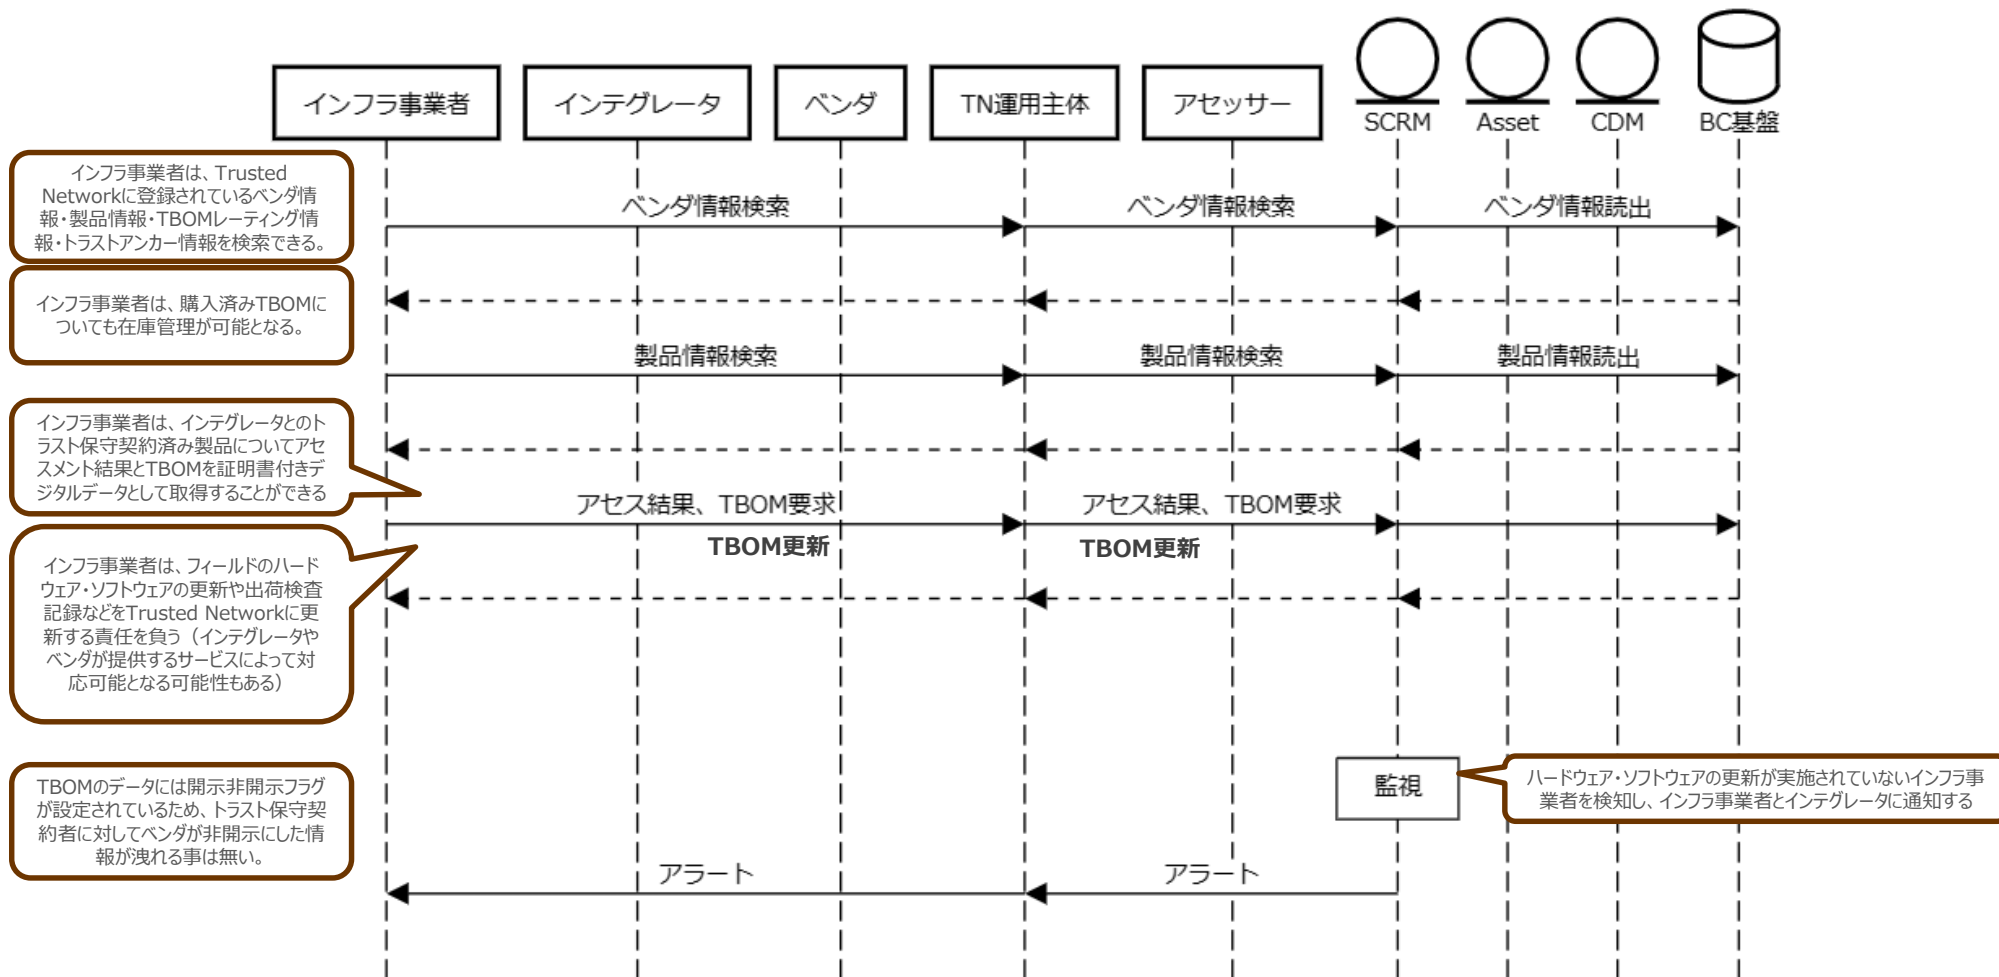 インフラ事業者
インテグレータ
ベンダ
TN運用主体
アセッサー
SCRM
Asset
CDM
BC基盤
インフラ事業者は、Trusted
Networkに登録されているベンダ情
報・製品情報・TBOMレーティング情
報・トラストアンカー情報を検索できる。
ベンダ情報検索
ベンダ情報検索
ベンダ情報読出
インフラ事業者は、購入済みTBOMに
ついても在庫管理が可能となる。
製品情報検索
製品情報検索
製品情報読出
インフラ事業者は、インテグレータとのト
ラスト保守契約済み製品についてアセ
スメント結果とTBOMを証明書付きデ
ジタルデータとして取得することができる
アセス結果、TBOM要求
アセス結果、TBOM要求
TBOM更新
TBOM更新
インフラ事業者は、フィールドのハード
ウェア・ソフトウェアの更新や出荷検査
記録などをTrusted Networkに更
新する責任を負う（インテグレータや
ベンダが提供するサービスによって対
応可能となる可能性もある）
監視
ハードウェア・ソフトウェアの更新が実施されていないインフラ事
業者を検知し、インフラ事業者とインテグレータに通知する
TBOMのデータには開示非開示フラグ
が設定されているため、トラスト保守契
約者に対してベンダが非開示にした情
報が洩れる事は無い。
アラート
アラート